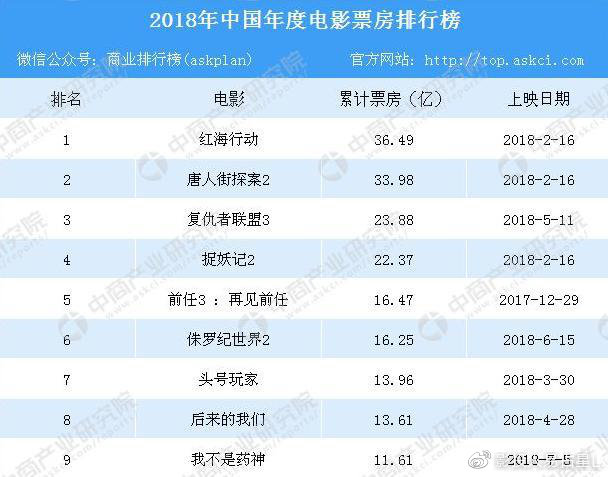 2018年中国年度电影票房排行榜
微信公众号：商业排行榜(askplan) 官方网站：http://top.askci.com
排名 电影 累计票房（亿） 上映日期
1 红海行动 36.49 2018-2-16
2 唐人街探案2 33.98 2018-2-16
3 复仇者联盟3 23.88 2018-5-11
4 捉妖记2 22.37 2018-2-16
5 前任3 ：再见前任 16.47 2017-12-29
6 侏罗纪世界2 16.25 2018-6-15
7 头号玩家 13.96 2018-3-30
8 后来的我们 13.61 2018-4-28
9 我不是药神 11.61 2018-7-5
中商产业研究院
www.askci.com/reports/